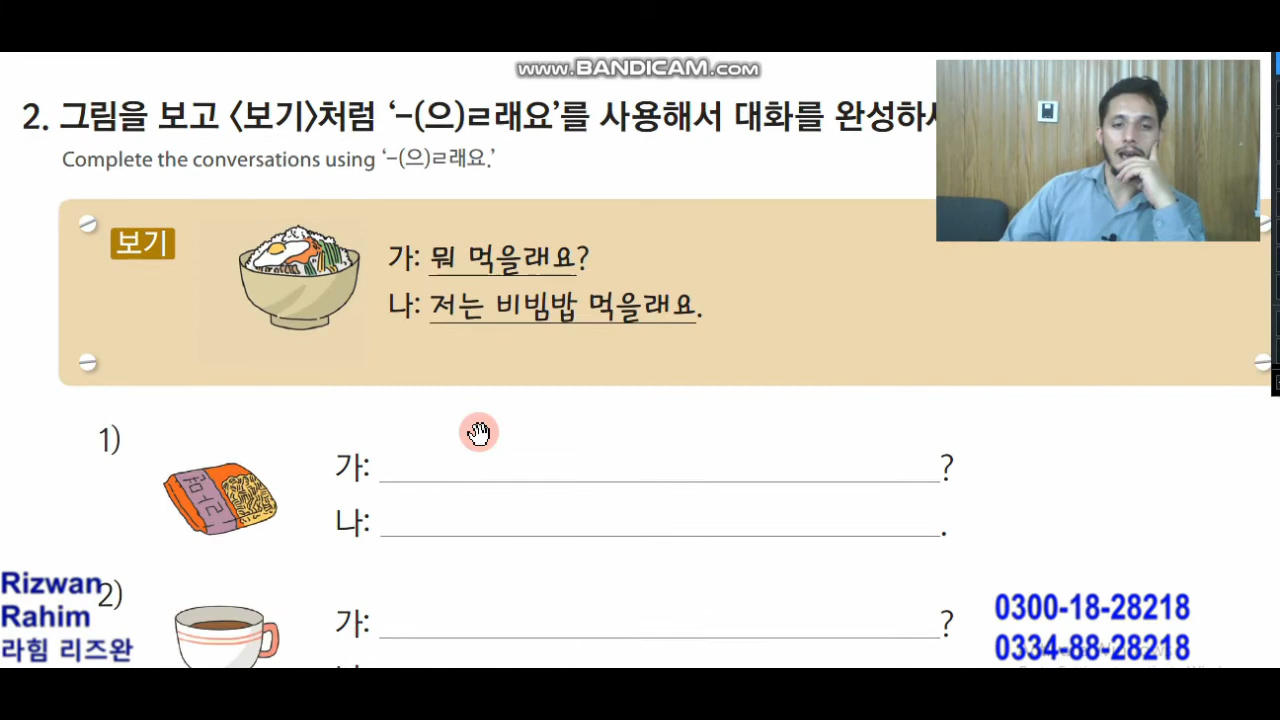 www.BANDICAM.com
2. 그림을 보고 〈보기〉처럼 ‘-(으)ㄹ래요’를 사용해서 대화를 완성하
Complete the conversations using ‘-(으)ㄹ래요.’
보기
가: 뭐 먹을래요?
나: 저는 비빔밥 먹을래요.
1)
가: ?
나: .
2)
가: ?
Rizwan
Rahim
라힘 리즈완
0300-18-28218
0334-88-28218